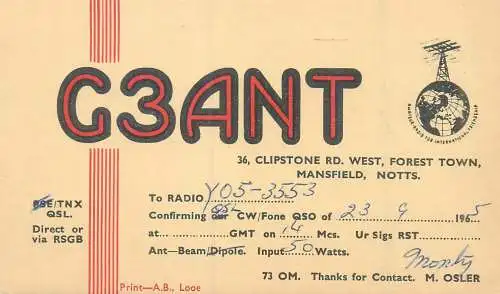 G3ANT
36, CLIPSTONE RD. WEST, FOREST TOWN,
MANSFIELD, NOTTS.
PSE/TNX
QSL.
Direct or
via RSGB
To RADIO YO5-3553
Confirming CW/Fone QSO of 23 9 1965
at............GMT on 14 Mcs. Ur Sigs RST............
Ant—Beam/Dipole. Input 50 Watts.
73 OM. Thanks for Contact. M. OSLER
Print—A.B., Looe